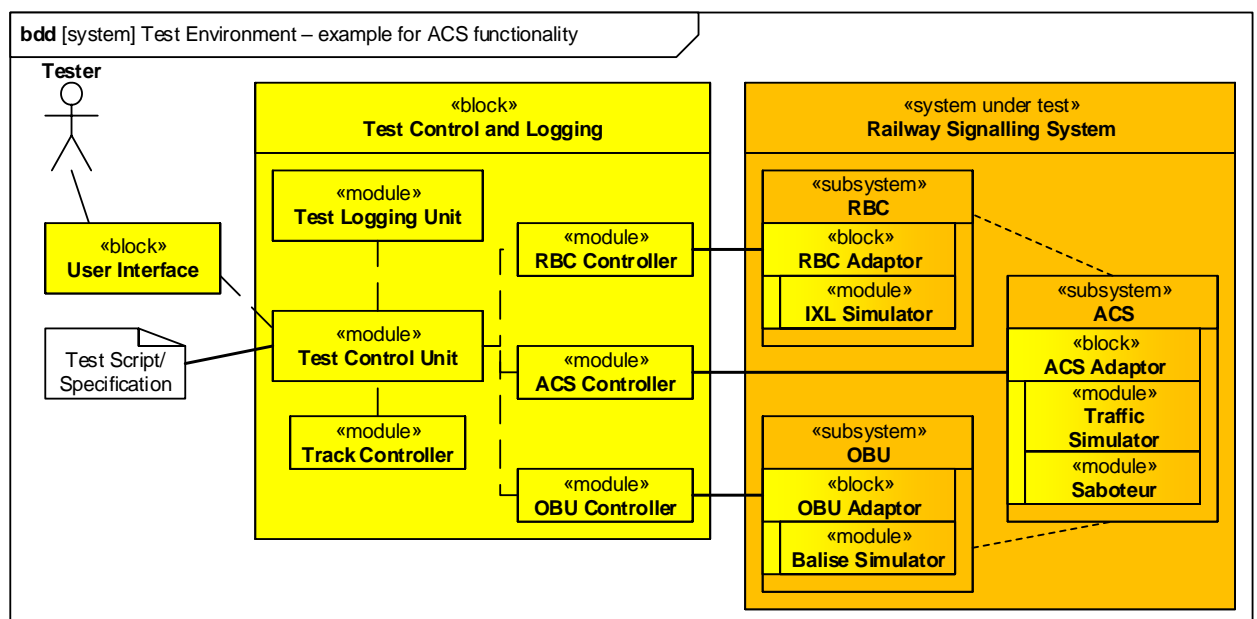 bdd [system] Test Environment – example for ACS functionality
Tester
«block»
User Interface
Test Script/
Specification
«block»
Test Control and Logging
«module»
Test Logging Unit
«module»
Test Control Unit
«module»
Track Controller
«module»
RBC Controller
«module»
ACS Controller
«module»
OBU Controller
«system under test»
Railway Signalling System
«subsystem»
RBC
«block»
RBC Adaptor
«module»
IXL Simulator
«subsystem»
ACS
«block»
ACS Adaptor
«module»
Traffic
Simulator
«module»
Saboteur
«subsystem»
OBU
«block»
OBU Adaptor
«module»
Balise Simulator